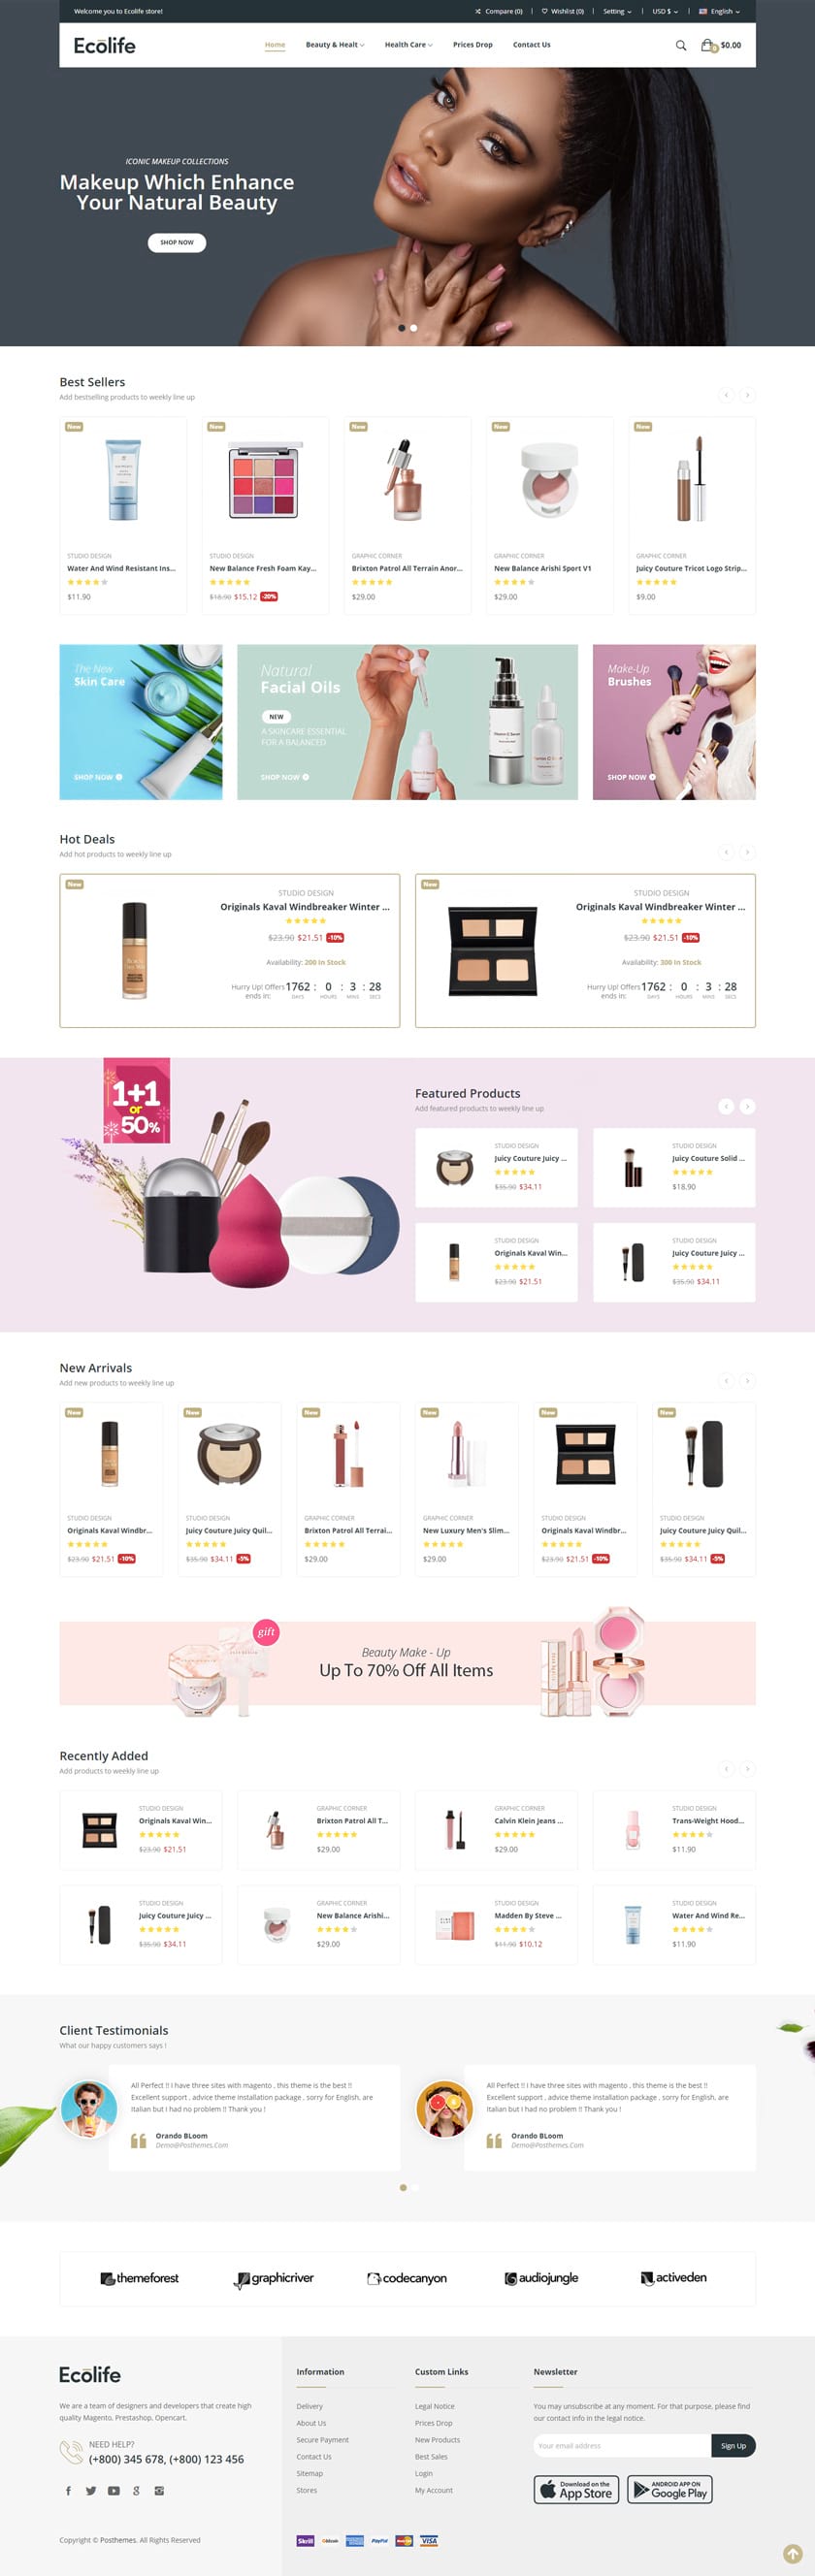 Welcome you to Ecolife store!
Compare (0)
Wishlist (0)
Setting
USD $
English
Ecolife
Home
Beauty & Healt
Health Care
Prices Drop
Contact Us
0
$0.00
ICONIC MAKEUP COLLECTIONS
Makeup Which Enhance
Your Natural Beauty
SHOP NOW
Best Sellers
Add bestselling products to weekly line up
New
STUDIO DESIGN
Water And Wind Resistant Ins...
$11.90
New
STUDIO DESIGN
New Balance Fresh Foam Kay...
$18.90 $15.12 -20%
New
GRAPHIC CORNER
Brixton Patrol All Terrain Anor...
$29.00
New
GRAPHIC CORNER
New Balance Arishi Sport V1
$29.00
New
GRAPHIC CORNER
Juicy Couture Tricot Logo Strip...
$9.00
The New
Skin Care
SHOP NOW
Natural
Facial Oils
NEW
A SKINCARE ESSENTIAL
FOR A BALANCED
SHOP NOW
Vitamin C Serum
Make-Up
Brushes
SHOP NOW
Hot Deals
Add hot products to weekly line up
New
STUDIO DESIGN
Originals Kaval Windbreaker Winter ...
$23.90 $21.51 -10%
Availability: 200 In Stock
Hurry Up! Offers
ends in:
1762 : 0 : 3 : 28
DAYS HOURS MINS SECS
New
STUDIO DESIGN
Originals Kaval Windbreaker Winter ...
$23.90 $21.51 -10%
Availability: 300 In Stock
Hurry Up! Offers
ends in:
1762 : 0 : 3 : 28
DAYS HOURS MINS SECS
1+1
or
50%
Featured Products
Add featured products to weekly line up
STUDIO DESIGN
Juicy Couture Juicy ...
$35.90 $34.11
STUDIO DESIGN
Juicy Couture Solid ...
$18.90
STUDIO DESIGN
Originals Kaval Win...
$23.90 $21.51
STUDIO DESIGN
Juicy Couture Juicy ...
$35.90 $34.11
New Arrivals
Add new products to weekly line up
New
STUDIO DESIGN
Originals Kaval Windbr...
$23.90 $21.51 -10%
New
STUDIO DESIGN
Juicy Couture Juicy Quil...
$35.90 $34.11 -5%
New
GRAPHIC CORNER
Brixton Patrol All Terrai...
$29.00
New
GRAPHIC CORNER
New Luxury Men's Slim...
$29.00
New
STUDIO DESIGN
Originals Kaval Windbr...
$23.90 $21.51 -10%
New
STUDIO DESIGN
Juicy Couture Juicy Quil...
$35.90 $34.11 -5%
gift
Beauty Make - Up
Up To 70% Off All Items
Recently Added
Add products to weekly line up
STUDIO DESIGN
Originals Kaval Win...
$23.90 $21.51
GRAPHIC CORNER
Brixton Patrol All T...
$29.00
GRAPHIC CORNER
Calvin Klein Jeans ...
$29.00
STUDIO DESIGN
Trans-Weight Hood...
$11.90
STUDIO DESIGN
Juicy Couture Juicy ...
$35.90 $34.11
GRAPHIC CORNER
New Balance Arishi...
$29.00
STUDIO DESIGN
Madden By Steve ...
$11.90 $10.12
STUDIO DESIGN
Water And Wind Re...
$11.90
Client Testimonials
What our happy customers says !
All Perfect !! I have three sites with magento , this theme is the best !!
Excellent support , advice theme installation package , sorry for English, are
Italian but I had no problem !! Thank you !
Orando BLoom
Demo@Posthemes.Com
All Perfect !! I have three sites with magento , this theme is the best !!
Excellent support , advice theme installation package , sorry for English, are
Italian but I had no problem !! Thank you !
Orando BLoom
Demo@Posthemes.Com
themeforest
graphicriver
codecanyon
audiojungle
activeden
Ecolife
We are a team of designers and developers that create high
quality Magento, Prestashop, Opencart.
NEED HELP?
(+800) 345 678, (+800) 123 456
Copyright © Posthemes. All Rights Reserved
Information
Delivery
About Us
Secure Payment
Contact Us
Sitemap
Stores
Custom Links
Legal Notice
Prices Drop
New Products
Best Sales
Login
My Account
Newsletter
You may unsubscribe at any moment. For that purpose, please find
our contact info in the legal notice.
Your email address
Sign Up
Download on the
App Store
ANDROID APP ON
Google Play
Skrill
PayPal
VISA